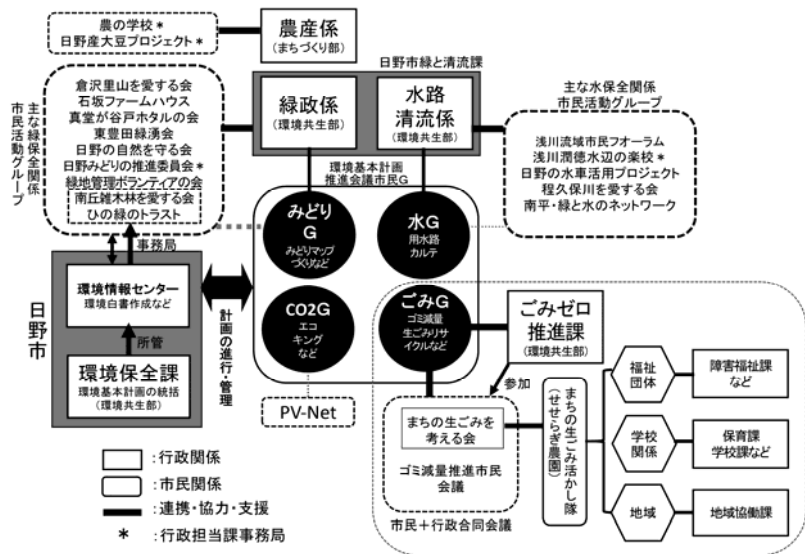 農の学校*
日野産大豆プロジェクト*
農産係
(まちづくり部)
日野市緑と清流課
緑政係
(環境共生部)
水路
清流係
(環境共生部)
主な緑保全関係
市民活動グループ
倉沢里山を愛する会
石坂ファームハウス
真堂が谷戸ホタルの会
東豊田緑湧会
日野の自然を守る会
日野みどりの推進委員会*
緑地管理ボランティアの会
南丘雑木林を愛する会
ひの緑のトラスト
主な水保全関係
市民活動グループ
浅川流域市民フオーラム
浅川潤徳水辺の楽校*
日野の水車活用プロジェクト
程久保川を愛する会
南平・緑と水のネットワーク
環境基本計画
推進会議市民G
みどり
G
みどりマップ
づくりなど
水G
用水路
カルテ
CO2G
エコ
キング
など
ごみG
ゴミ減量
生ごみリサ
イクルなど
事務局
日野市
環境情報センター
環境白書作成など
所管
環境保全課
環境基本計画の統括
(環境共生部)
計画の進行・管理
PV-Net
ごみゼロ
推進課
(環境共生部)
参加
まちの生ごみを
考える会
ゴミ減量推進市民
会議
市民+行政合同会議
まちの生ごみ活かし隊
(せせらぎ農園)
福祉
団体
障害福祉課
など
学校
関係
保育課
学校課など
地域
地域協働課
:行政関係
:市民関係
:連携・協力・支援
* :行政担当課事務局